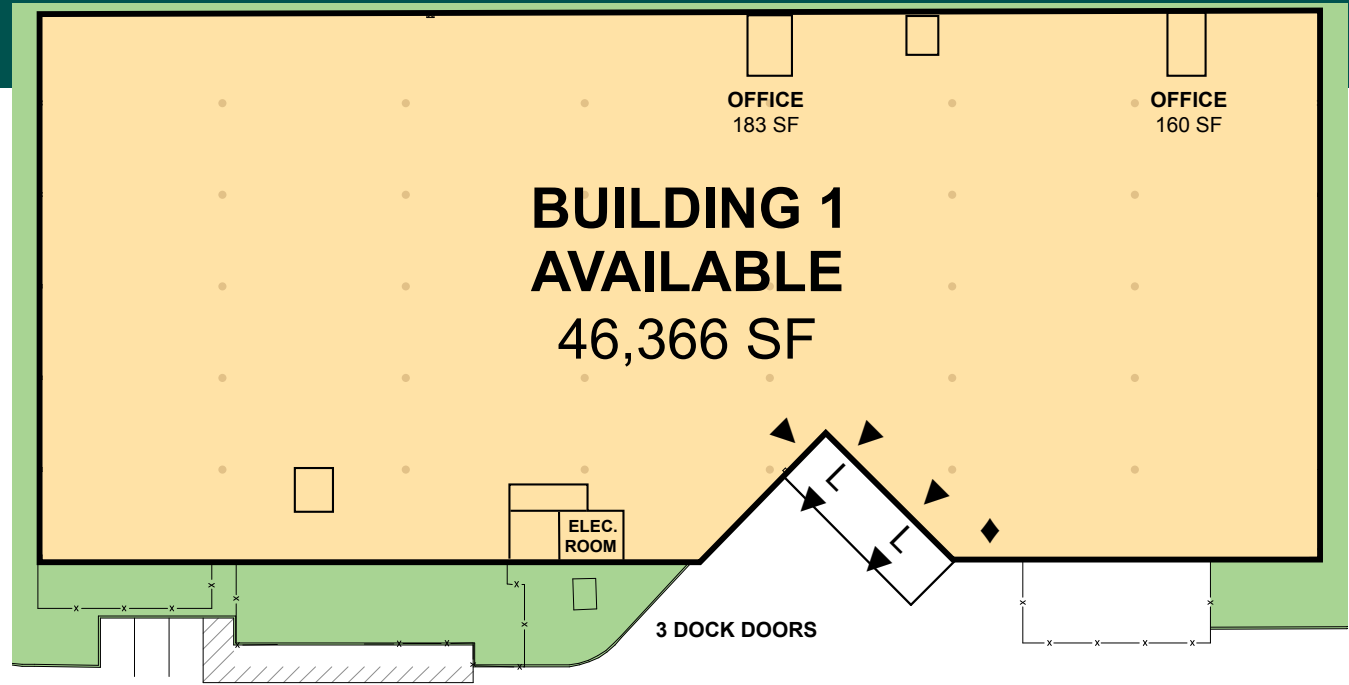 OFFICE
183 SF
OFFICE
160 SF
BUILDING 1
AVAILABLE
46,366 SF
L
L
ELEC.
ROOM
3 DOCK DOORS